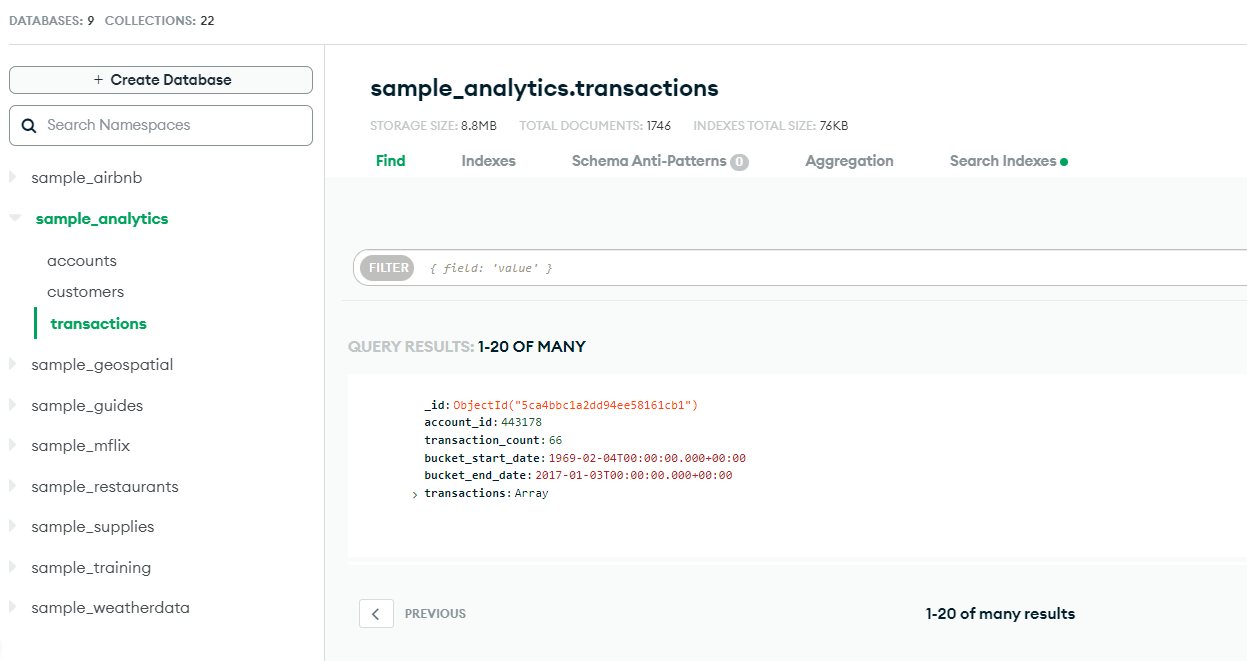 DATABASES: 9 COLLECTIONS: 22
+ Create Database
Search Namespaces
sample_airbnb
sample_analytics
accounts
customers
transactions
sample_geospatial
sample_guides
sample_mflix
sample_restaurants
sample_supplies
sample_training
sample_weatherdata
sample_analytics.transactions
STORAGE SIZE: 8.8MB TOTAL DOCUMENTS: 1746 INDEXES TOTAL SIZE: 76KB
Find Indexes Schema Anti-Patterns 0 Aggregation Search Indexes
FILTER { field: 'value' }
QUERY RESULTS: 1-20 OF MANY
_id: ObjectId("5ca4bbc1a2dd94ee58161cb1")
account_id: 443178
transaction_count: 66
bucket_start_date: 1969-02-04T00:00:00.000+00:00
bucket_end_date: 2017-01-03T00:00:00.000+00:00
transactions: Array
PREVIOUS 1-20 of many results